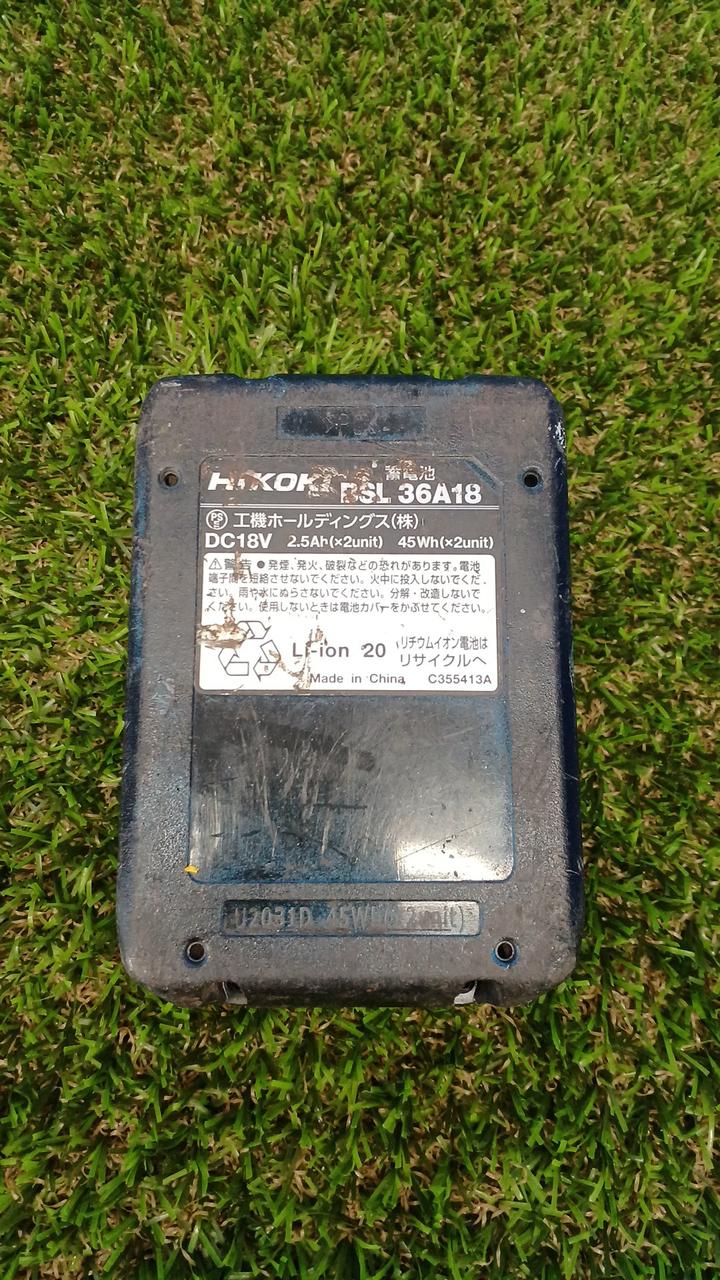 HiKOKI 蓄電池
BSL 36A18
PS E 工機ホールディングス(株)
DC18V 2.5Ah(×2unit) 45Wh(×2unit)
⚠警告 ●発煙、発火、破裂などの恐れがあります。電池
端子間を短絡させないでください。火中に投入しないでくだ
さい。雨や水にぬらさないでください。分解・改造しないで
ください。使用しないときは電池カバーをかぶせてください。
Li-ion 20 リチウムイオン電池は
リサイクルへ
Made in China C355413A
45Wh(×2unit)